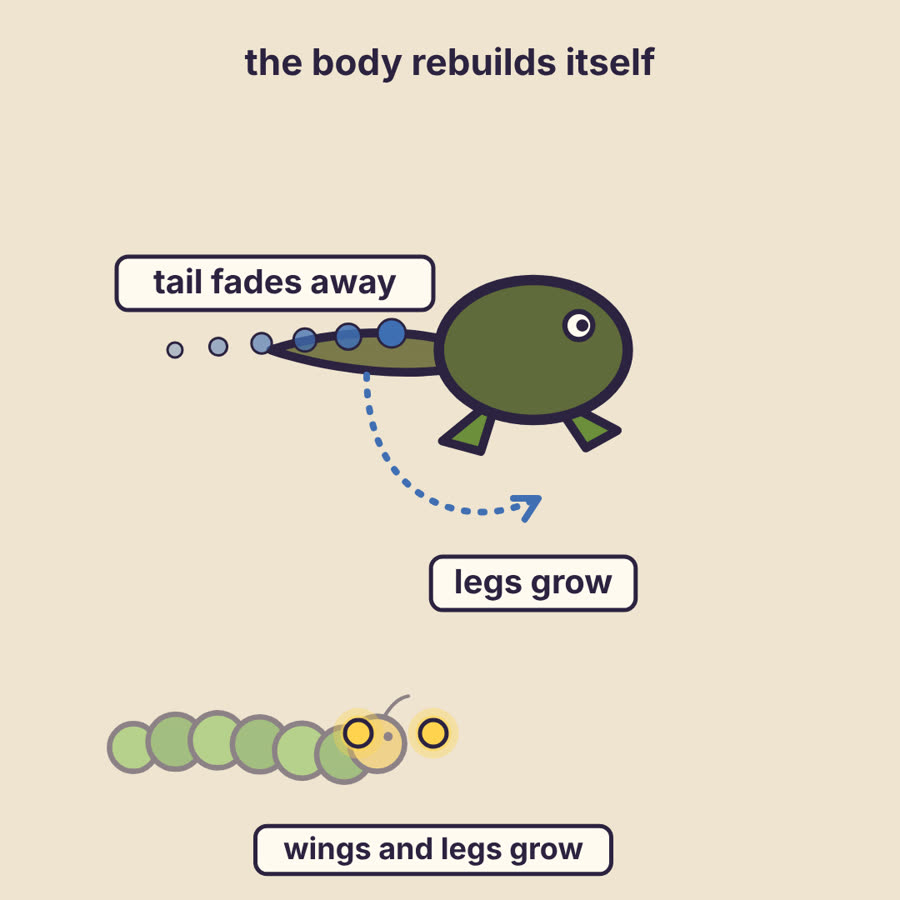 the body rebuilds itself
tail fades away
legs grow
wings and legs grow